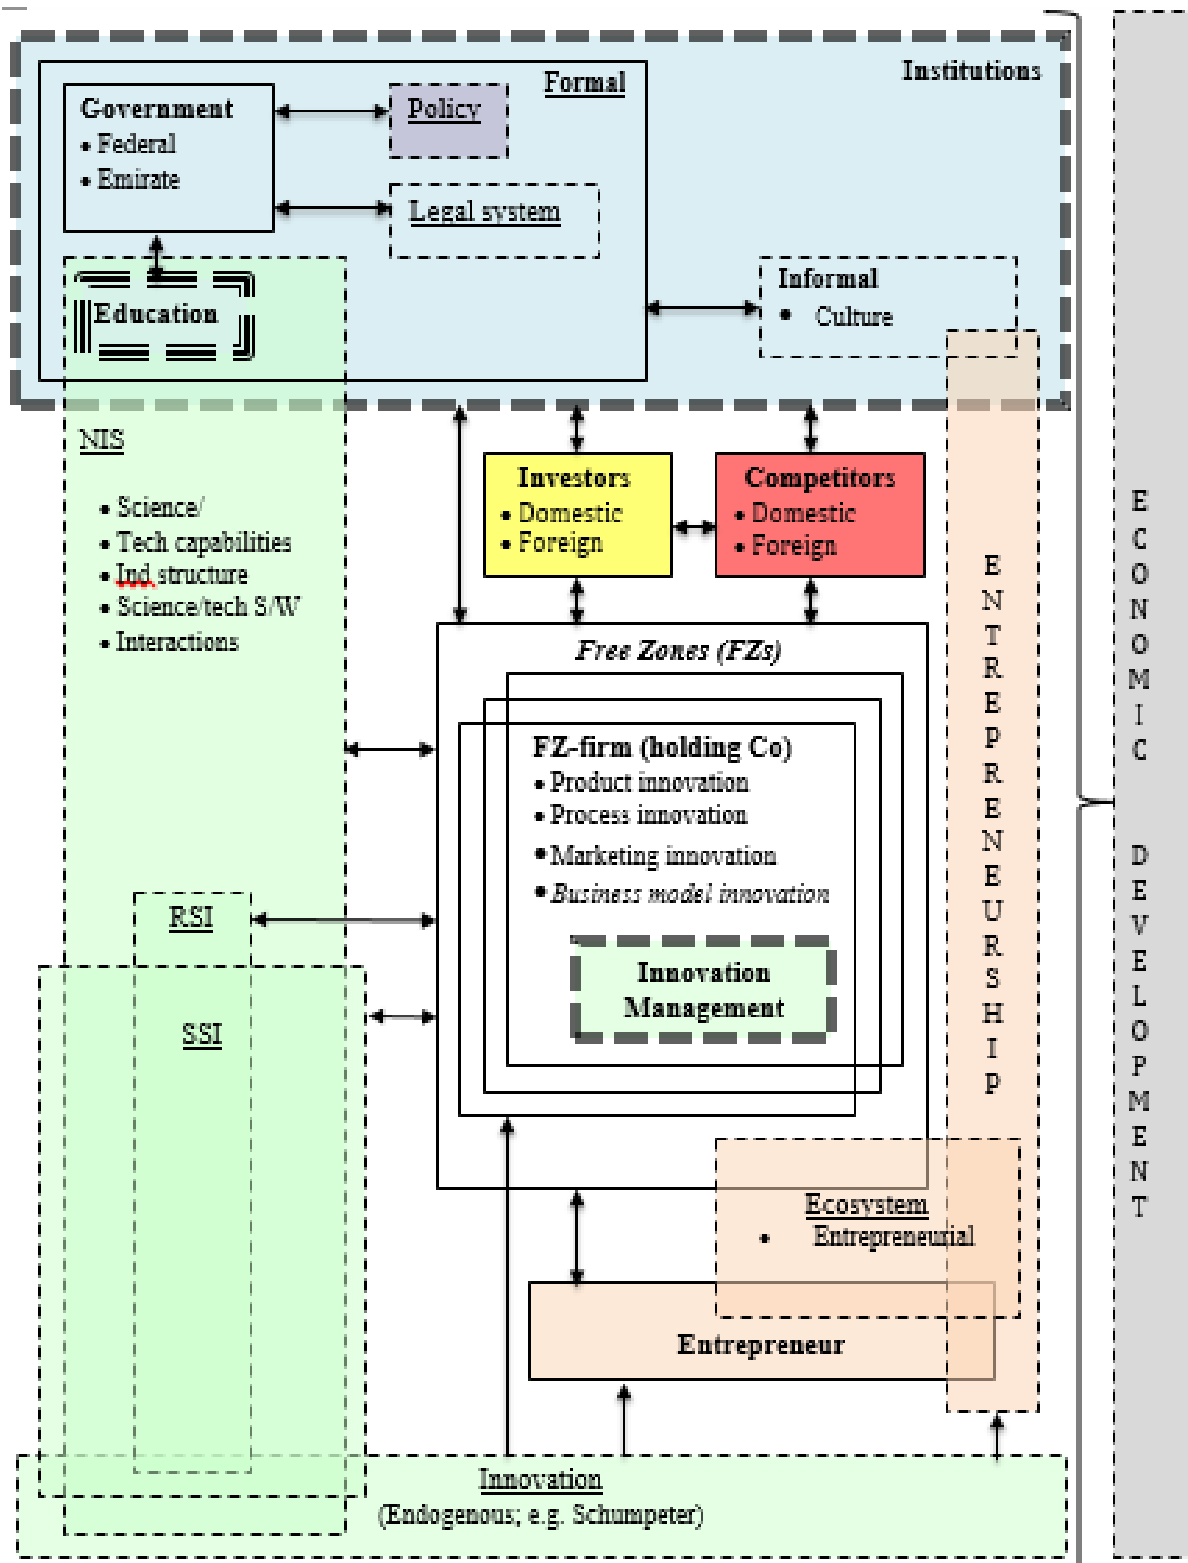 Institutions
Formal
Government
• Federal
• Emirate
Policy
Legal system
Education
Informal
• Culture
NIS
• Science/
• Tech capabilities
• Ind.structure
• Science/tech S/W
• Interactions
Investors
• Domestic
• Foreign
Competitors
• Domestic
• Foreign
Free Zones (FZs)
FZ-firm (holding Co)
• Product innovation
• Process innovation
• Marketing innovation
• Business model innovation
Innovation
Management
RSI
SSI
Ecosystem
• Entrepreneurial
Entrepreneur
Innovation
(Endogenous; e.g. Schumpeter)
ENTREPRENEURSHIP
ECONOMIC DEVELOPMENT